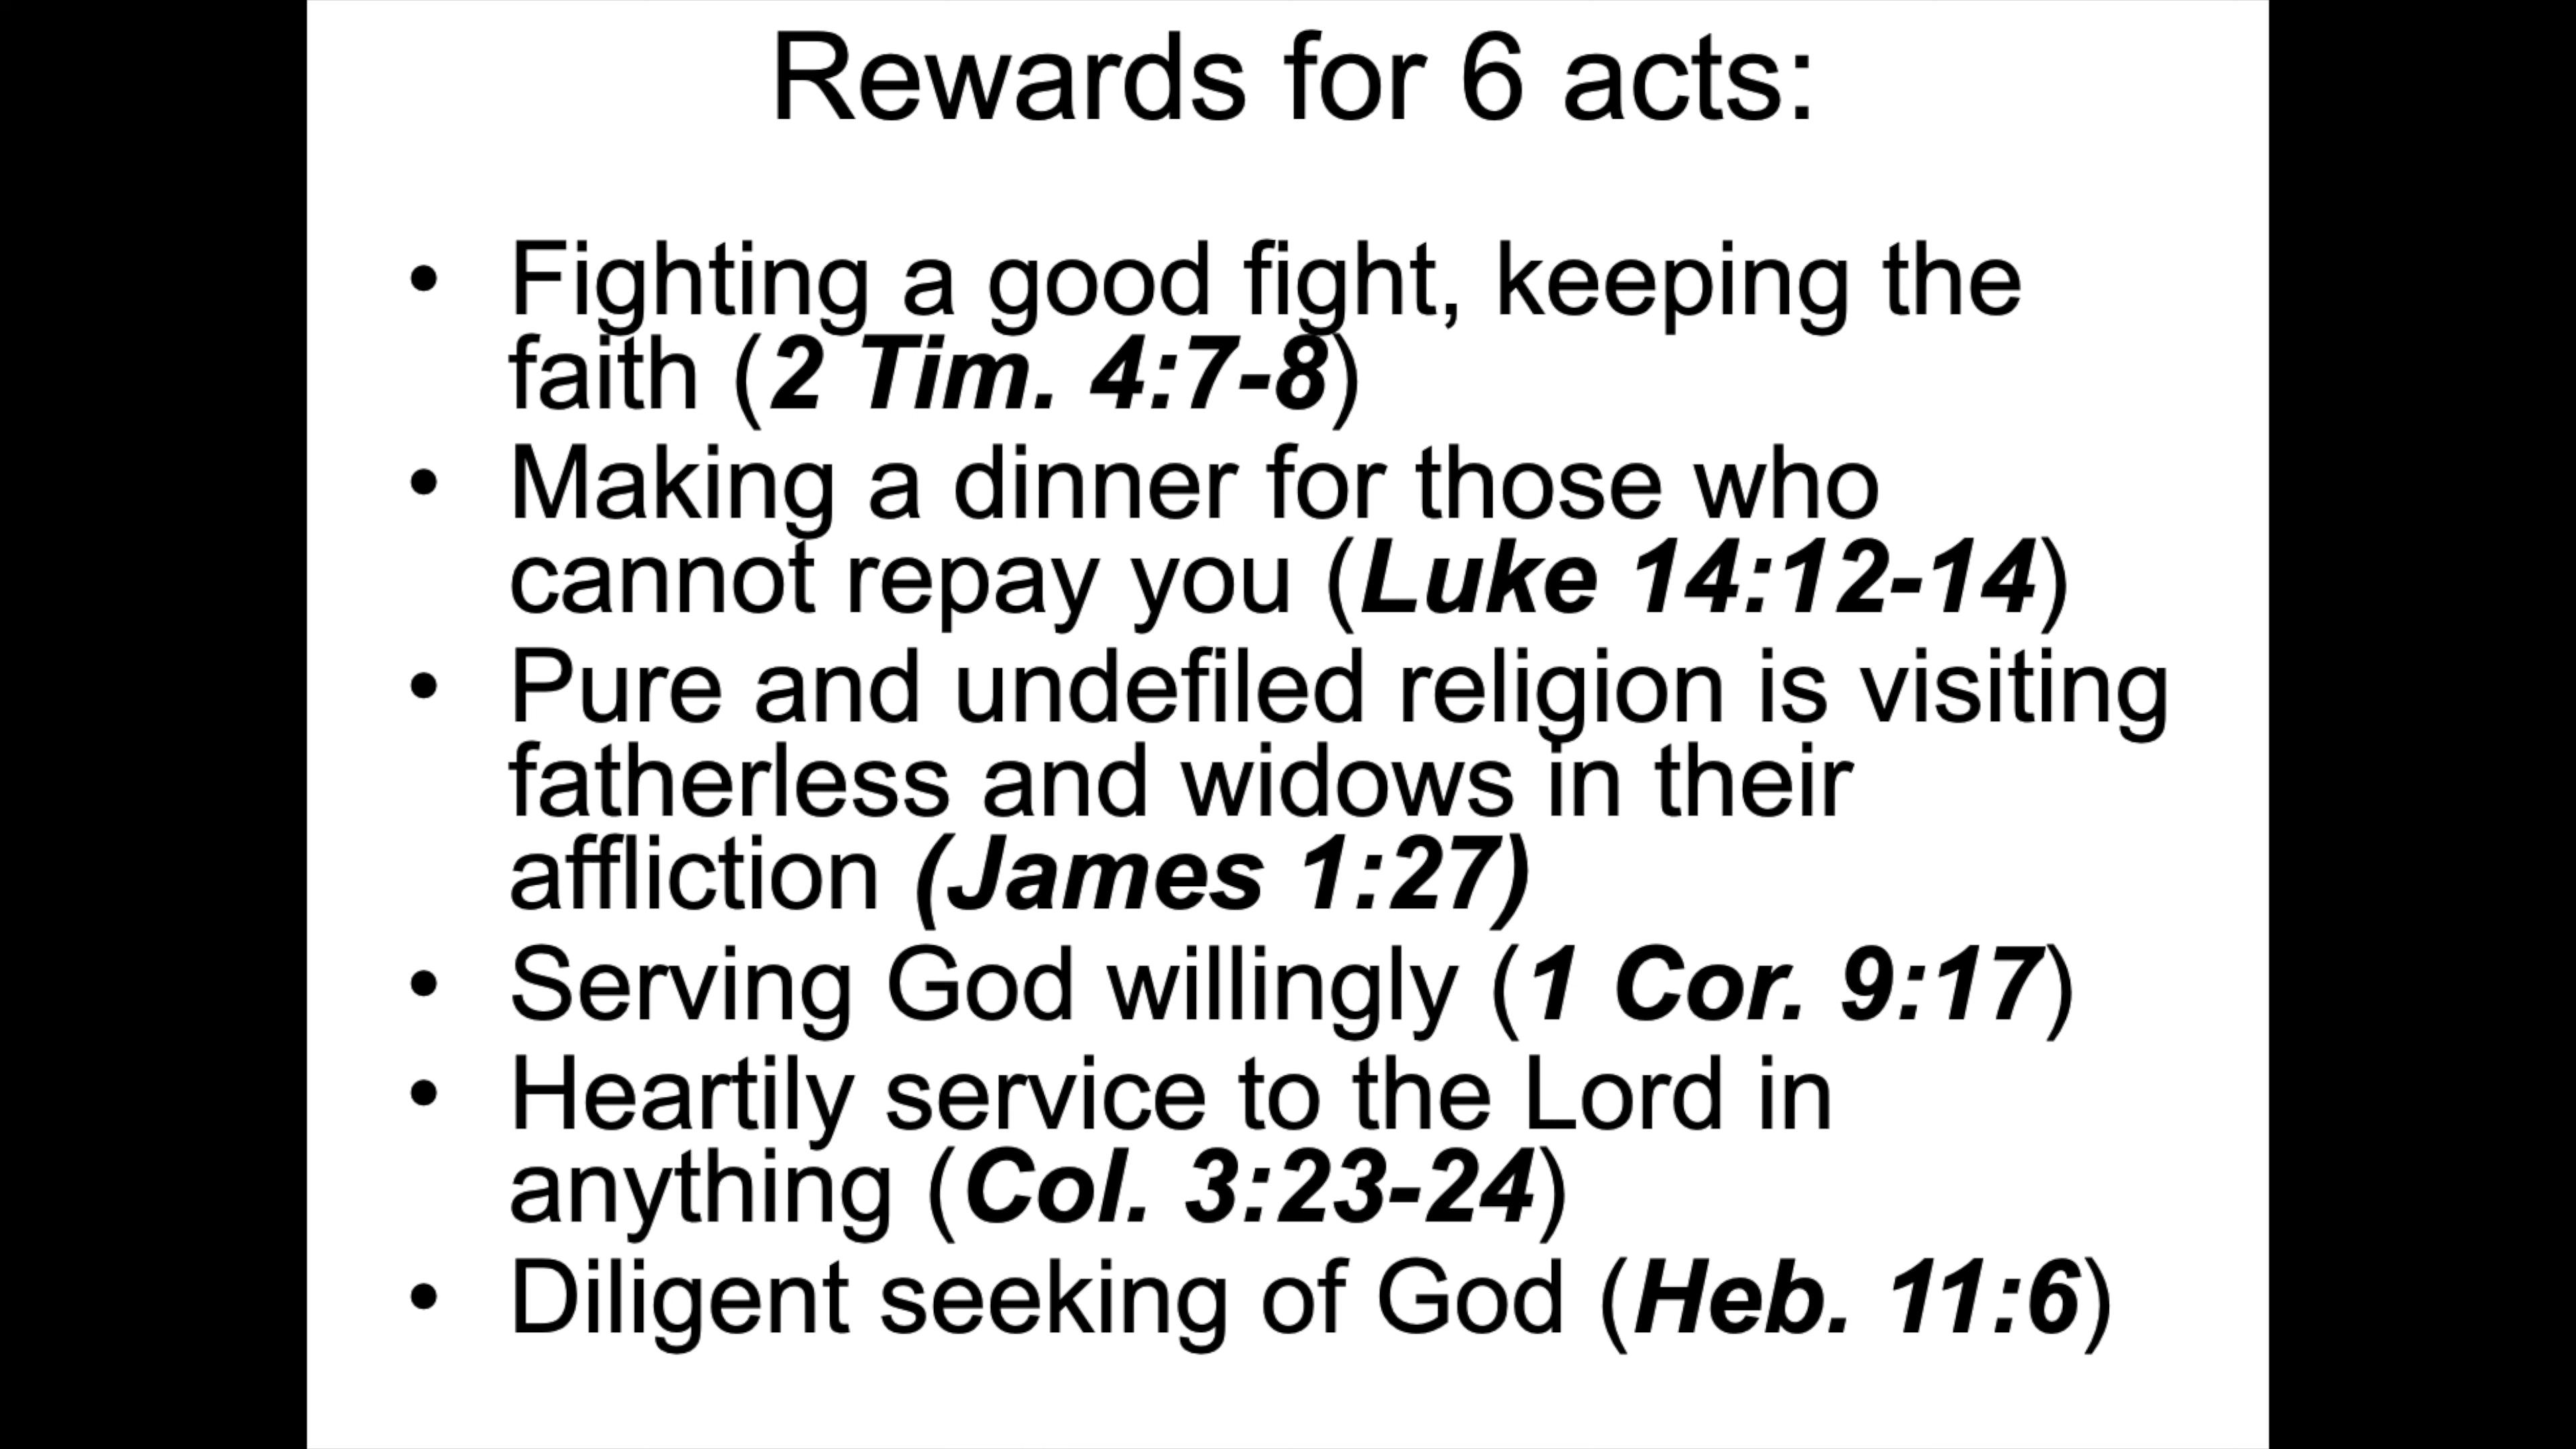 Rewards for 6 acts:
• Fighting a good fight, keeping the
faith (2 Tim. 4:7-8)
• Making a dinner for those who
cannot repay you (Luke 14:12-14)
• Pure and undefiled religion is visiting
fatherless and widows in their
affliction (James 1:27)
• Serving God willingly (1 Cor. 9:17)
• Heartily service to the Lord in
anything (Col. 3:23-24)
• Diligent seeking of God (Heb. 11:6)